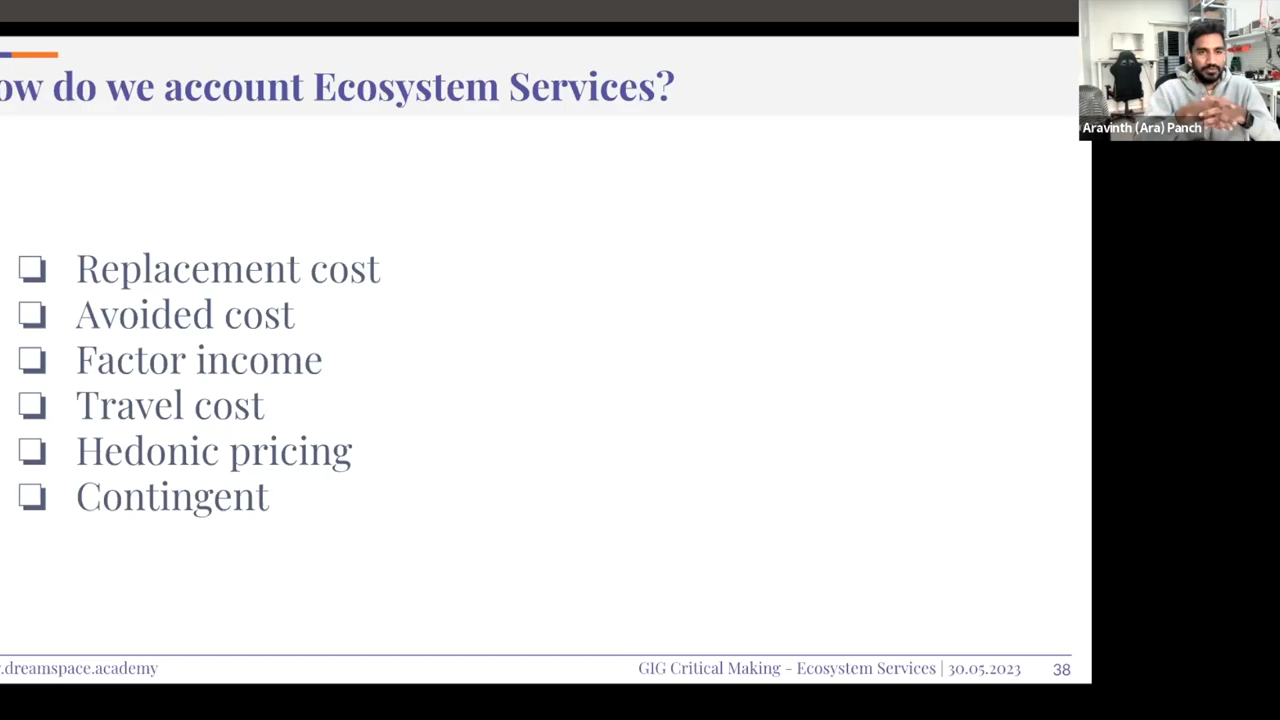 ow do we account Ecosystem Services?
Aravinth (Ara) Panch
Replacement cost
Avoided cost
Factor income
Travel cost
Hedonic pricing
Contingent
.dreamspace.academy
GIG Critical Making - Ecosystem Services | 30.05.2023
38